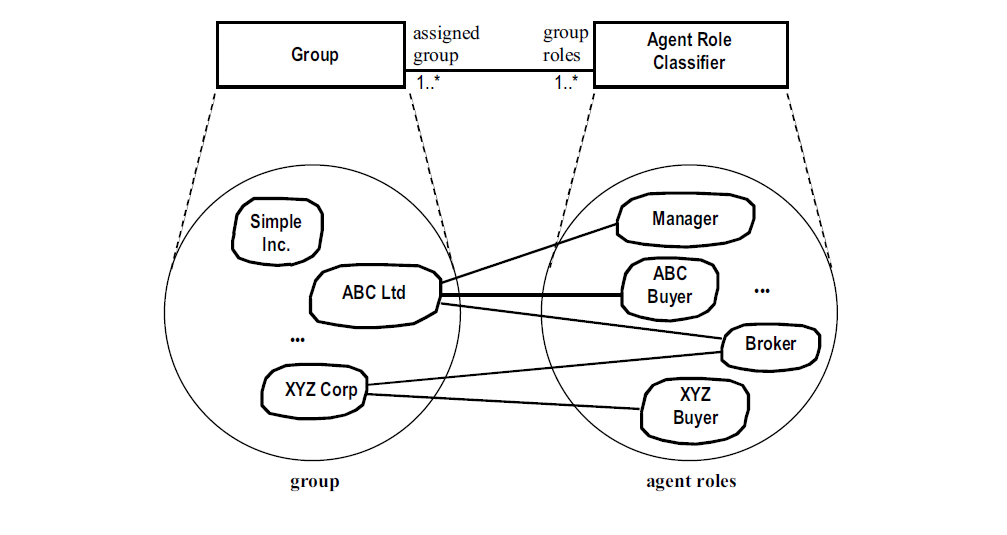 Group
assigned
group
1..*
group
roles
1..*
Agent Role
Classifier
Simple
Inc.
ABC Ltd
...
XYZ Corp
group
Manager
ABC
Buyer
...
Broker
XYZ
Buyer
agent roles